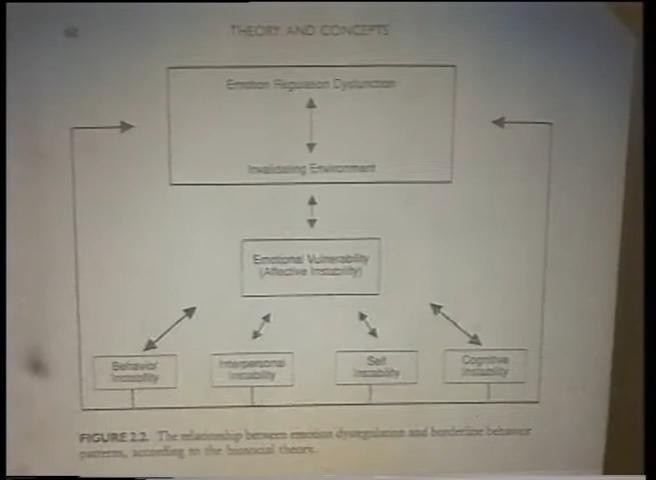 THEORY AND CONCEPTS
Emotion Regulation Dysfunction
Invalidating Environment
Emotional Vulnerability
(Affective Instability)
Behavior
Instability
Interpersonal
Instability
Self
Instability
Cognitive
Instability
FIGURE 2.2. The relationship between emotion dysregulation and borderline behavior
patterns, according to the biosocial theory.